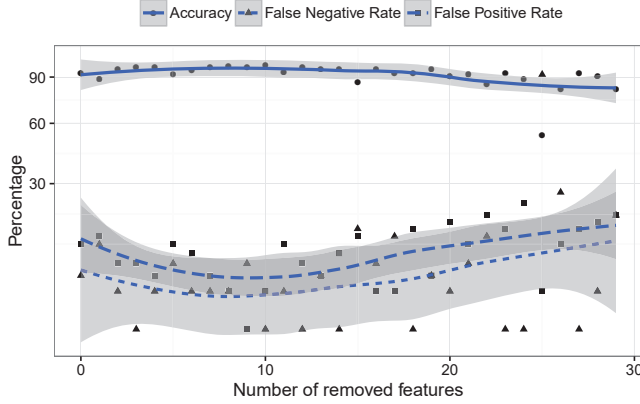 Accuracy False Negative Rate False Positive Rate
90
60
30
Percentage
0 10 20 30
Number of removed features